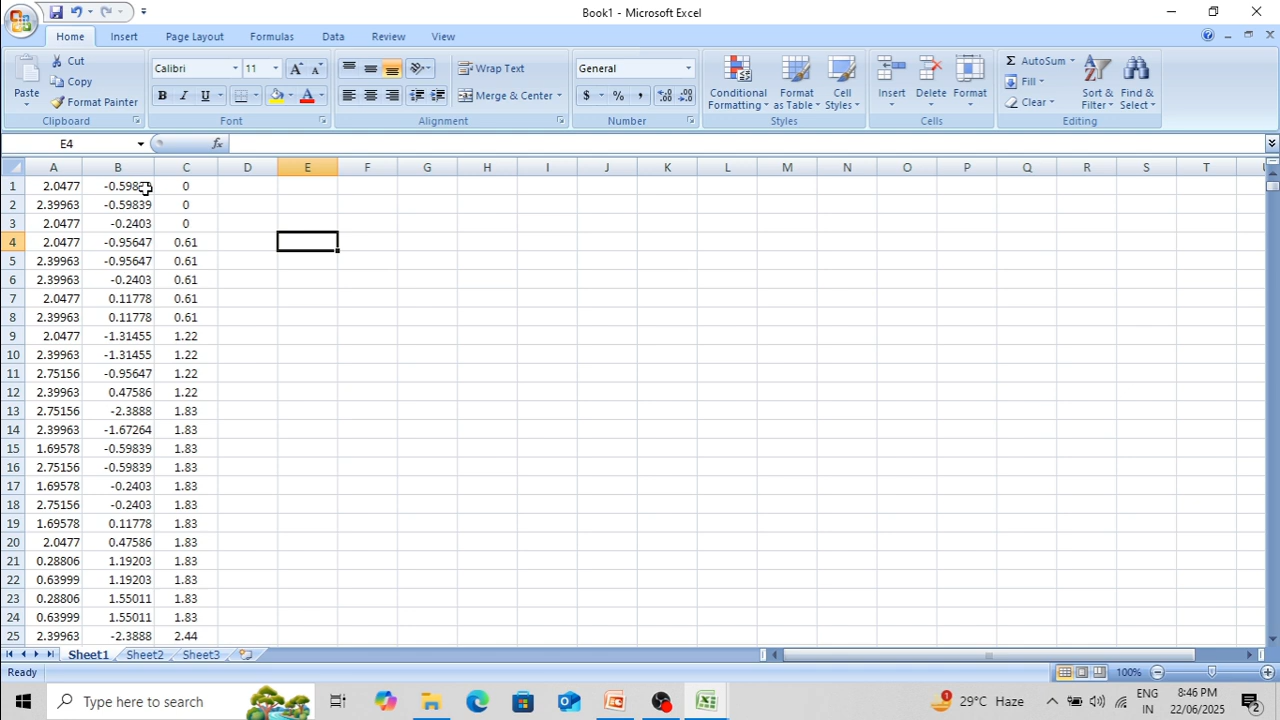 Book1 - Microsoft Excel
Home Insert Page Layout Formulas Data Review View
Paste Cut Calibri 11 Wrap Text General Conditional Formatting Format as Table Cell Styles Insert Delete Format AutoSum Sort & Filter Find & Select
Copy Fill
Format Painter Merge & Center Clear
Clipboard Font Alignment Number Styles Cells Editing
E4
A B C D E F G H I J K L M N O P Q R S T
1 2.0477 0
2 2.39963 -0.59839 0
3 2.0477 -0.2403 0
4 2.0477 -0.95647 0.61
5 2.39963 -0.95647 0.61
6 2.39963 -0.2403 0.61
7 2.0477 0.11778 0.61
8 2.39963 0.11778 0.61
9 2.0477 -1.31455 1.22
10 2.39963 -1.31455 1.22
11 2.75156 -0.95647 1.22
12 2.39963 0.47586 1.22
13 2.75156 -2.3888 1.83
14 2.39963 -1.67264 1.83
15 1.69578 -0.59839 1.83
16 2.75156 -0.59839 1.83
17 1.69578 -0.2403 1.83
18 2.75156 -0.2403 1.83
19 1.69578 0.11778 1.83
20 2.0477 0.47586 1.83
21 0.28806 1.19203 1.83
22 0.63999 1.19203 1.83
23 0.28806 1.55011 1.83
24 0.63999 1.55011 1.83
25 2.39963 -2.3888 2.44
Sheet1 Sheet2 Sheet3
Ready 100%
Type here to search 29°C Haze ENG IN 8:46 PM 22/06/2025